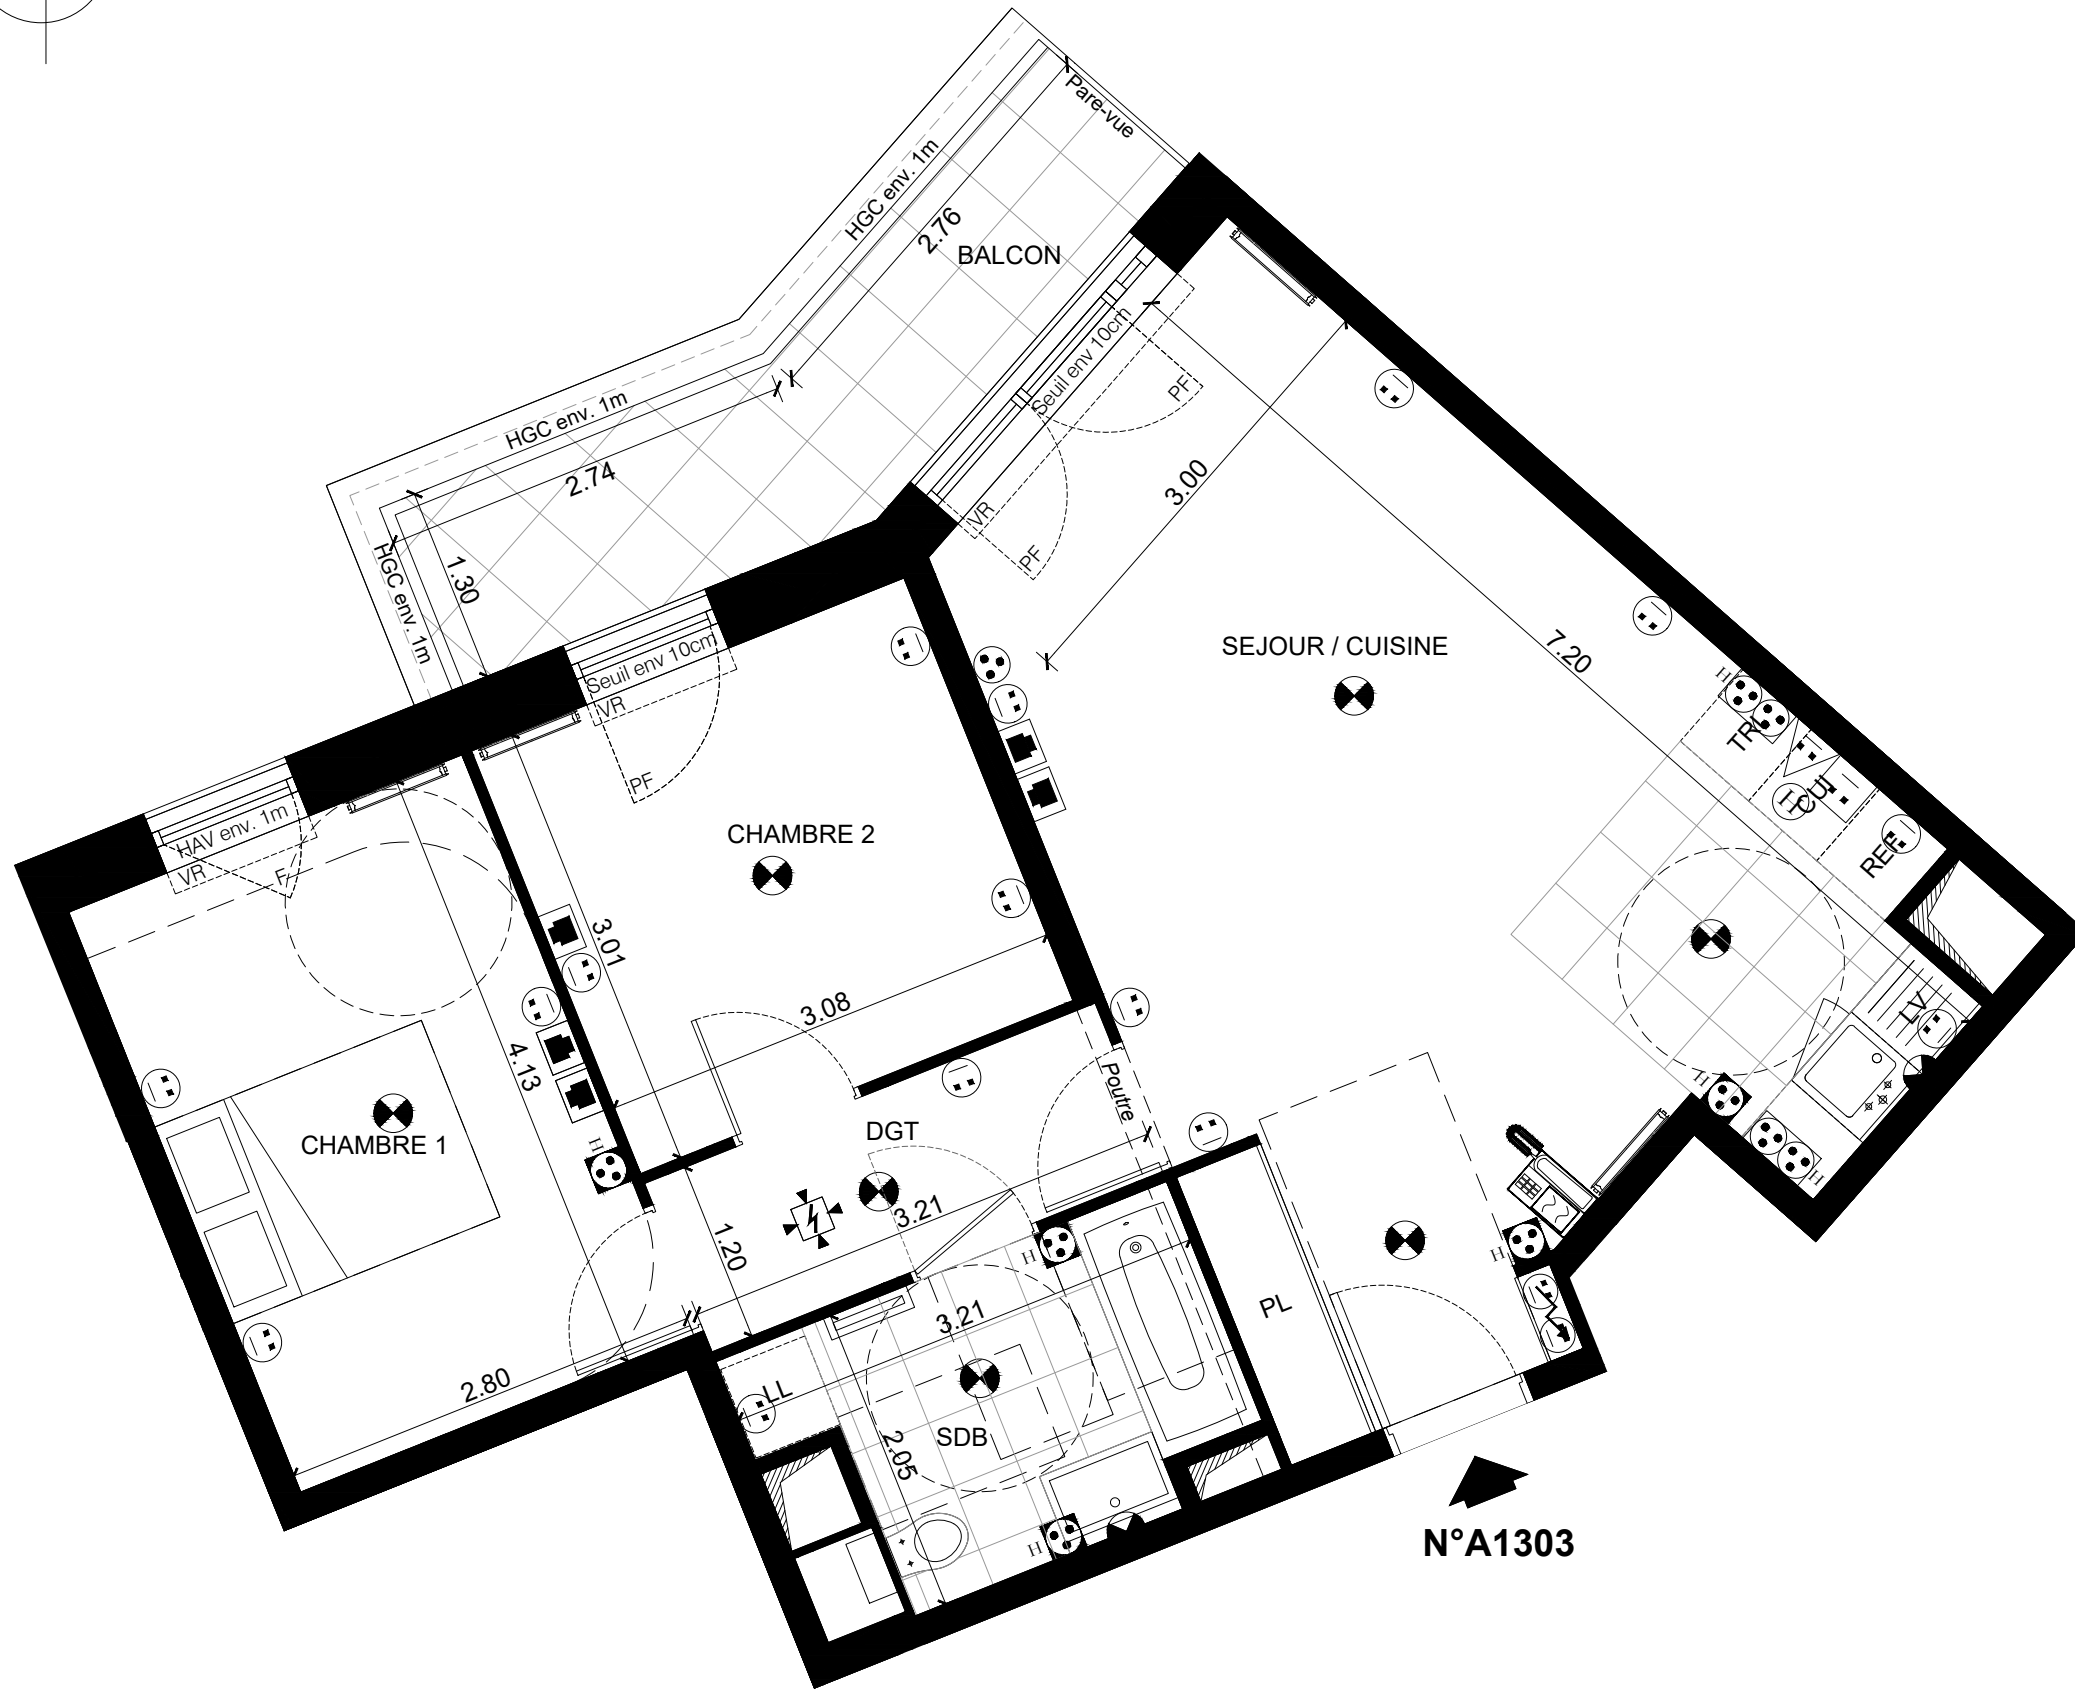 Pare-vue
HGC env. 1m
2.76
BALCON
Seuil env 10cm
PF
HGC env. 1m
2.74
3.00
VR
PF
HGC env. 1m
1.30
SEJOUR / CUISINE
7.20
Seuil env 10cm
VR
PF
H
TRI
CUI
H
REF
HAV env. 1m
VR
F
CHAMBRE 2
3.01
3.08
4.13
LV
H
Poutre
CHAMBRE 1
H
DGT
3.21
1.20
H
H
H
3.21
PL
2.80
LL
SDB
2.05
H
N°A1303